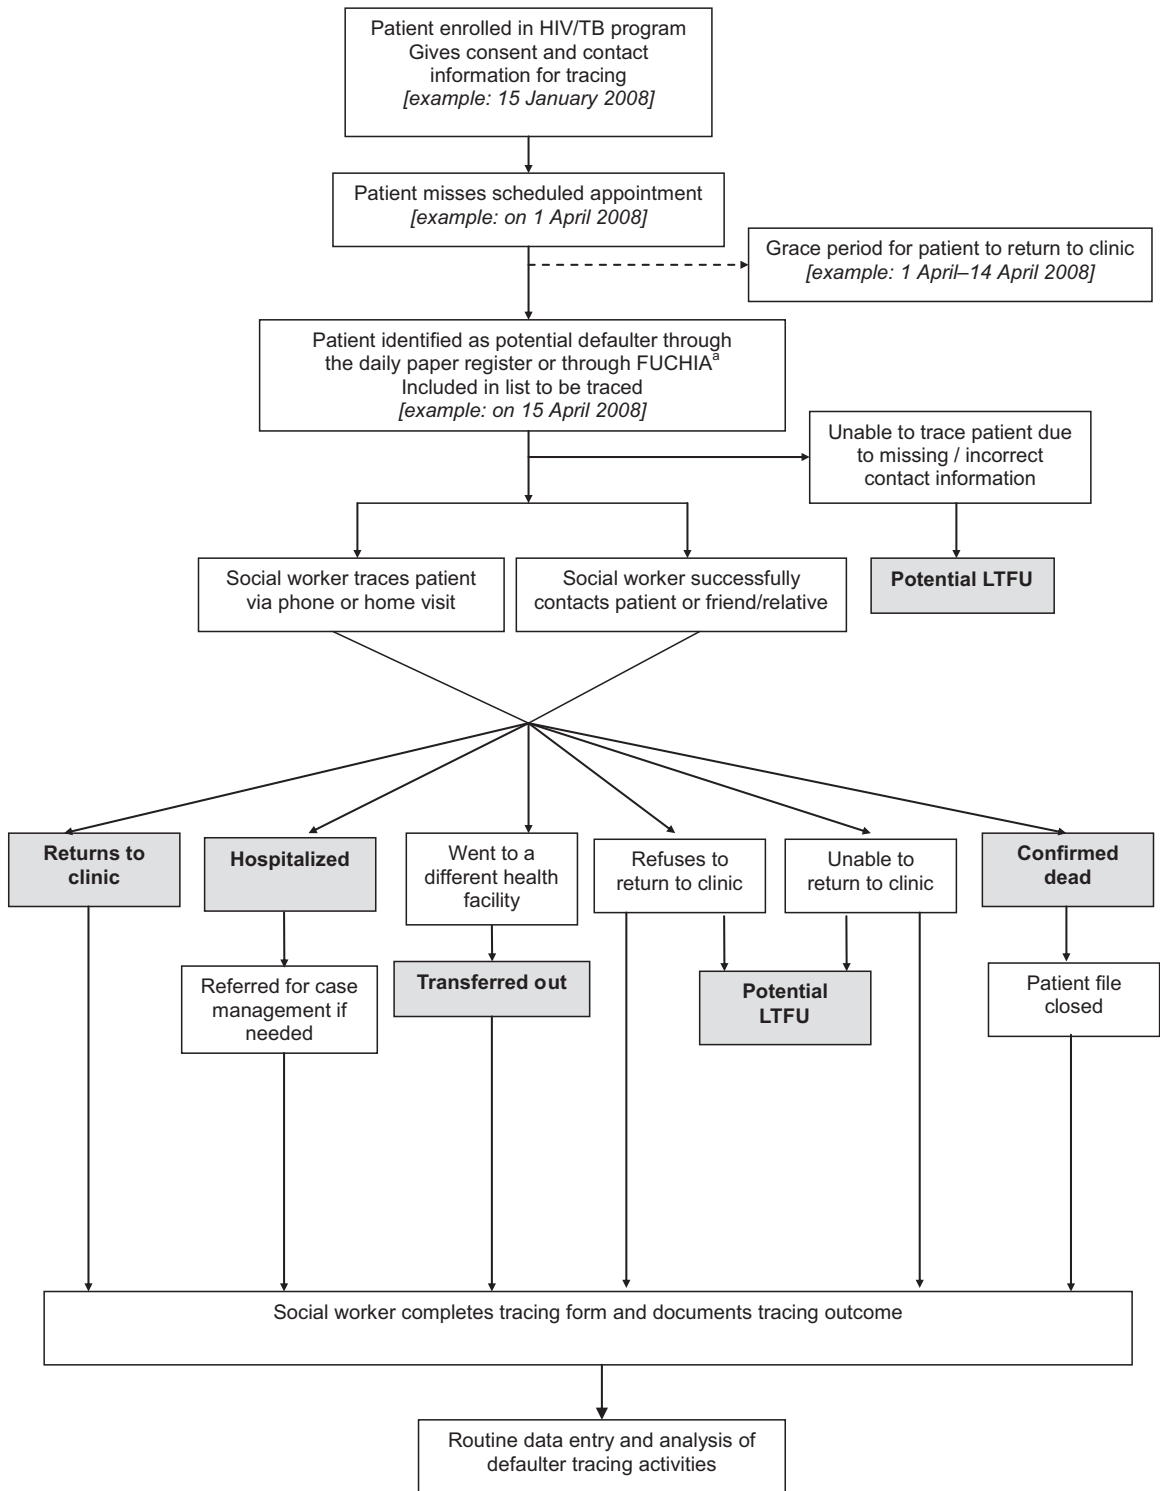 Patient enrolled in HIV/TB program
Gives consent and contact
information for tracing
[example: 15 January 2008]
Patient misses scheduled appointment
[example: on 1 April 2008]
Grace period for patient to return to clinic
[example: 1 April–14 April 2008]
Patient identified as potential defaulter through
the daily paper register or through FUCHIAa
Included in list to be traced
[example: on 15 April 2008]
Unable to trace patient due
to missing / incorrect
contact information
Potential LTFU
Social worker traces patient
via phone or home visit
Social worker successfully
contacts patient or friend/relative
Returns to
clinic
Hospitalized
Referred for case
management if
needed
Went to a
different health
facility
Transferred out
Refuses to
return to clinic
Unable to
return to clinic
Potential
LTFU
Confirmed
dead
Patient file
closed
Social worker completes tracing form and documents tracing outcome
Routine data entry and analysis of
defaulter tracing activities